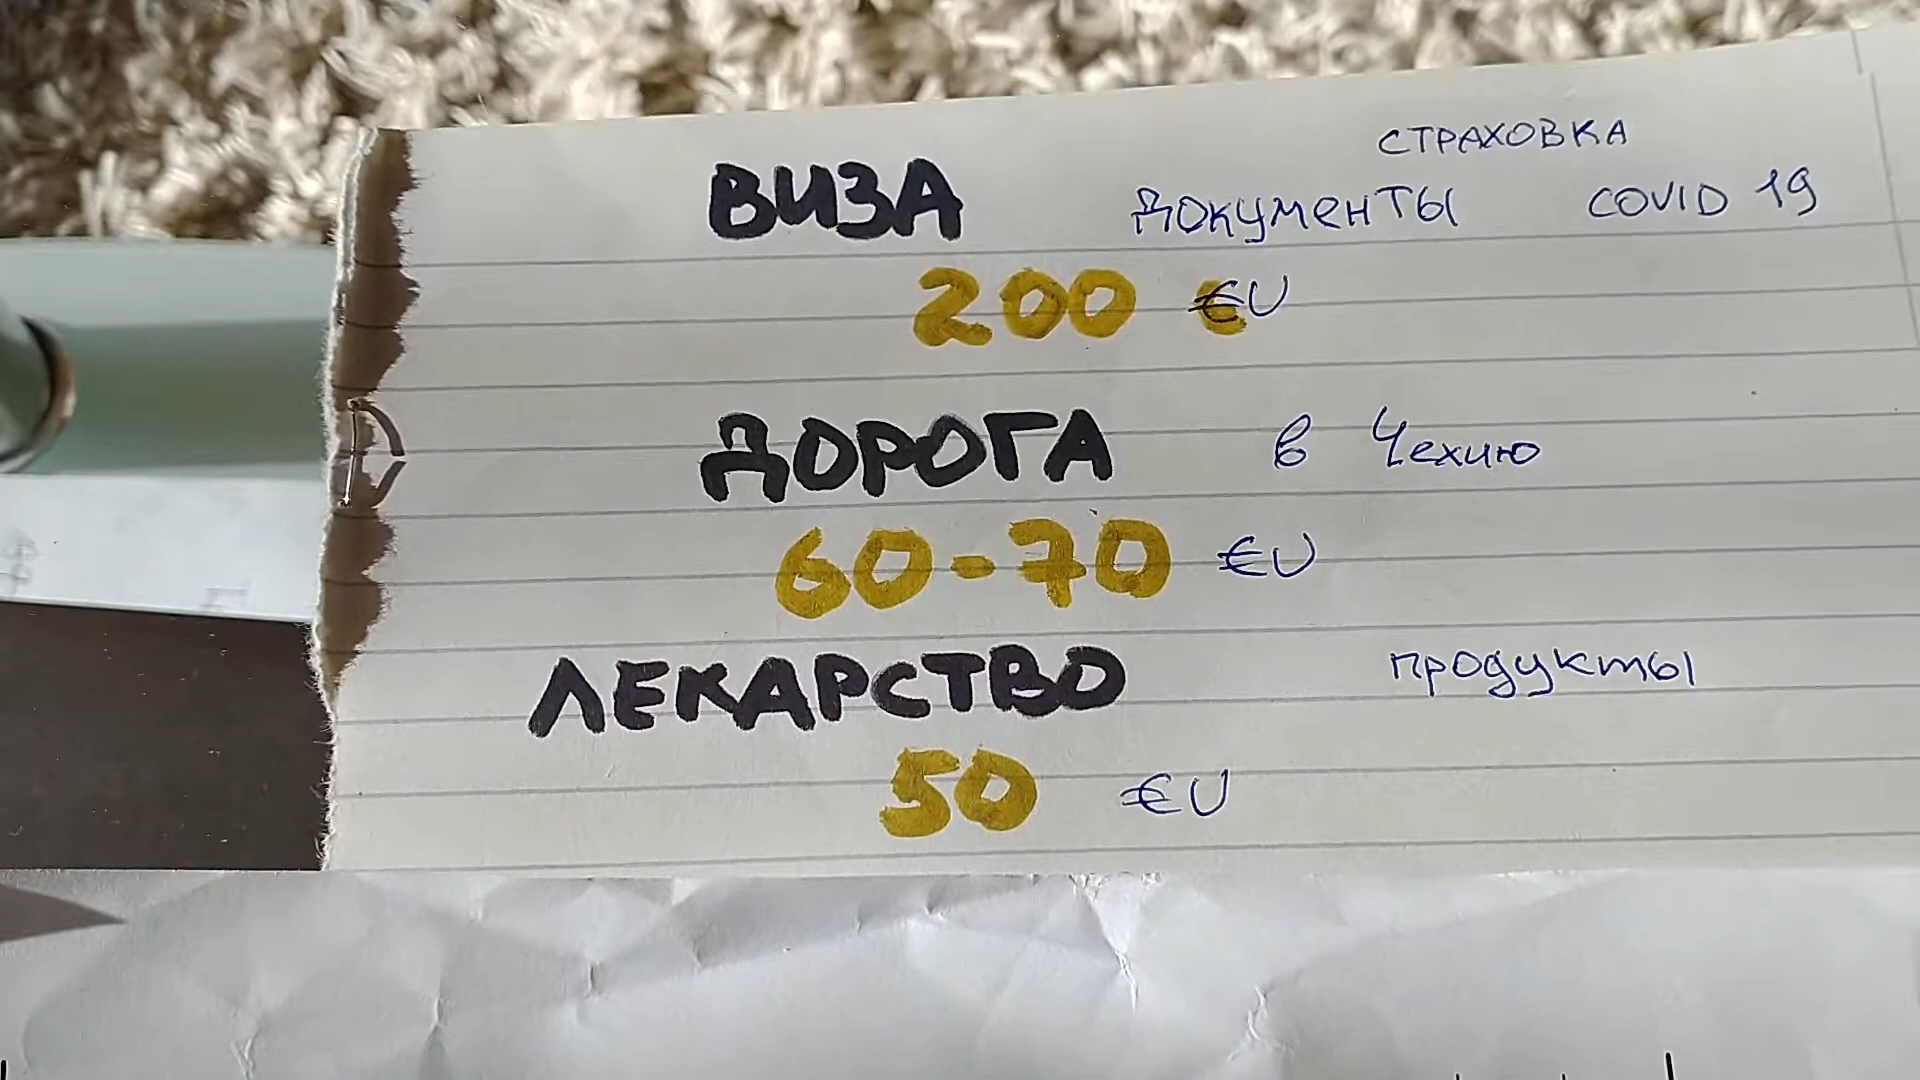 СТРАХОВКА
ВИЗА ДОКУМЕНТЫ COVID 19
200 €U
ДОРОГА в Чехию
60-70 €U
ЛЕКАРСТВО продукты
50 €U